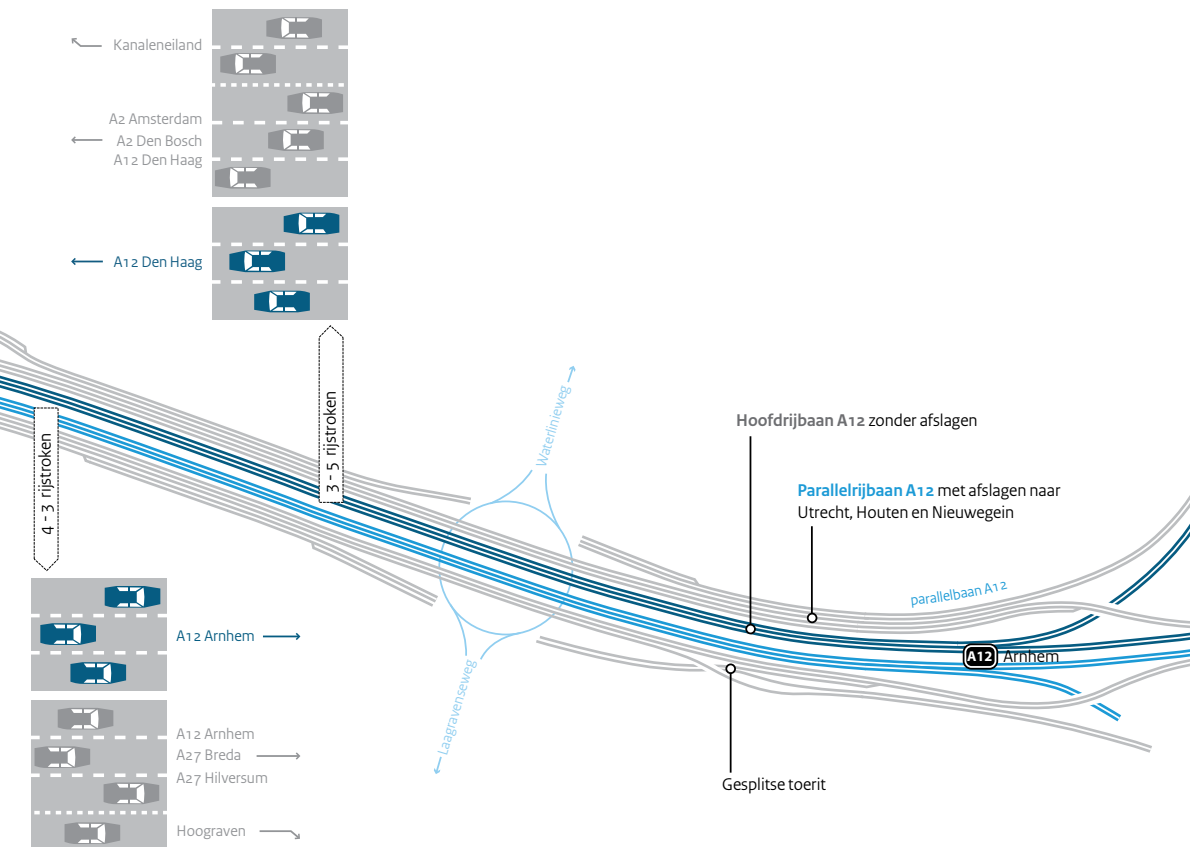 Kanaleneiland
A2 Amsterdam
A2 Den Bosch
A12 Den Haag
A12 Den Haag
3 - 5 rijstroken
4 - 3 rijstroken
Waterlinieweg
Hoofdrijbaan A12 zonder afslagen
Parallelrijbaan A12 met afslagen naar
Utrecht, Houten en Nieuwegein
parallelbaan A12
A12 Arnhem
A12 Arnhem
Laagravenseweg
A12 Arnhem
A27 Breda
A27 Hilversum
Hoograven
Gesplitse toerit